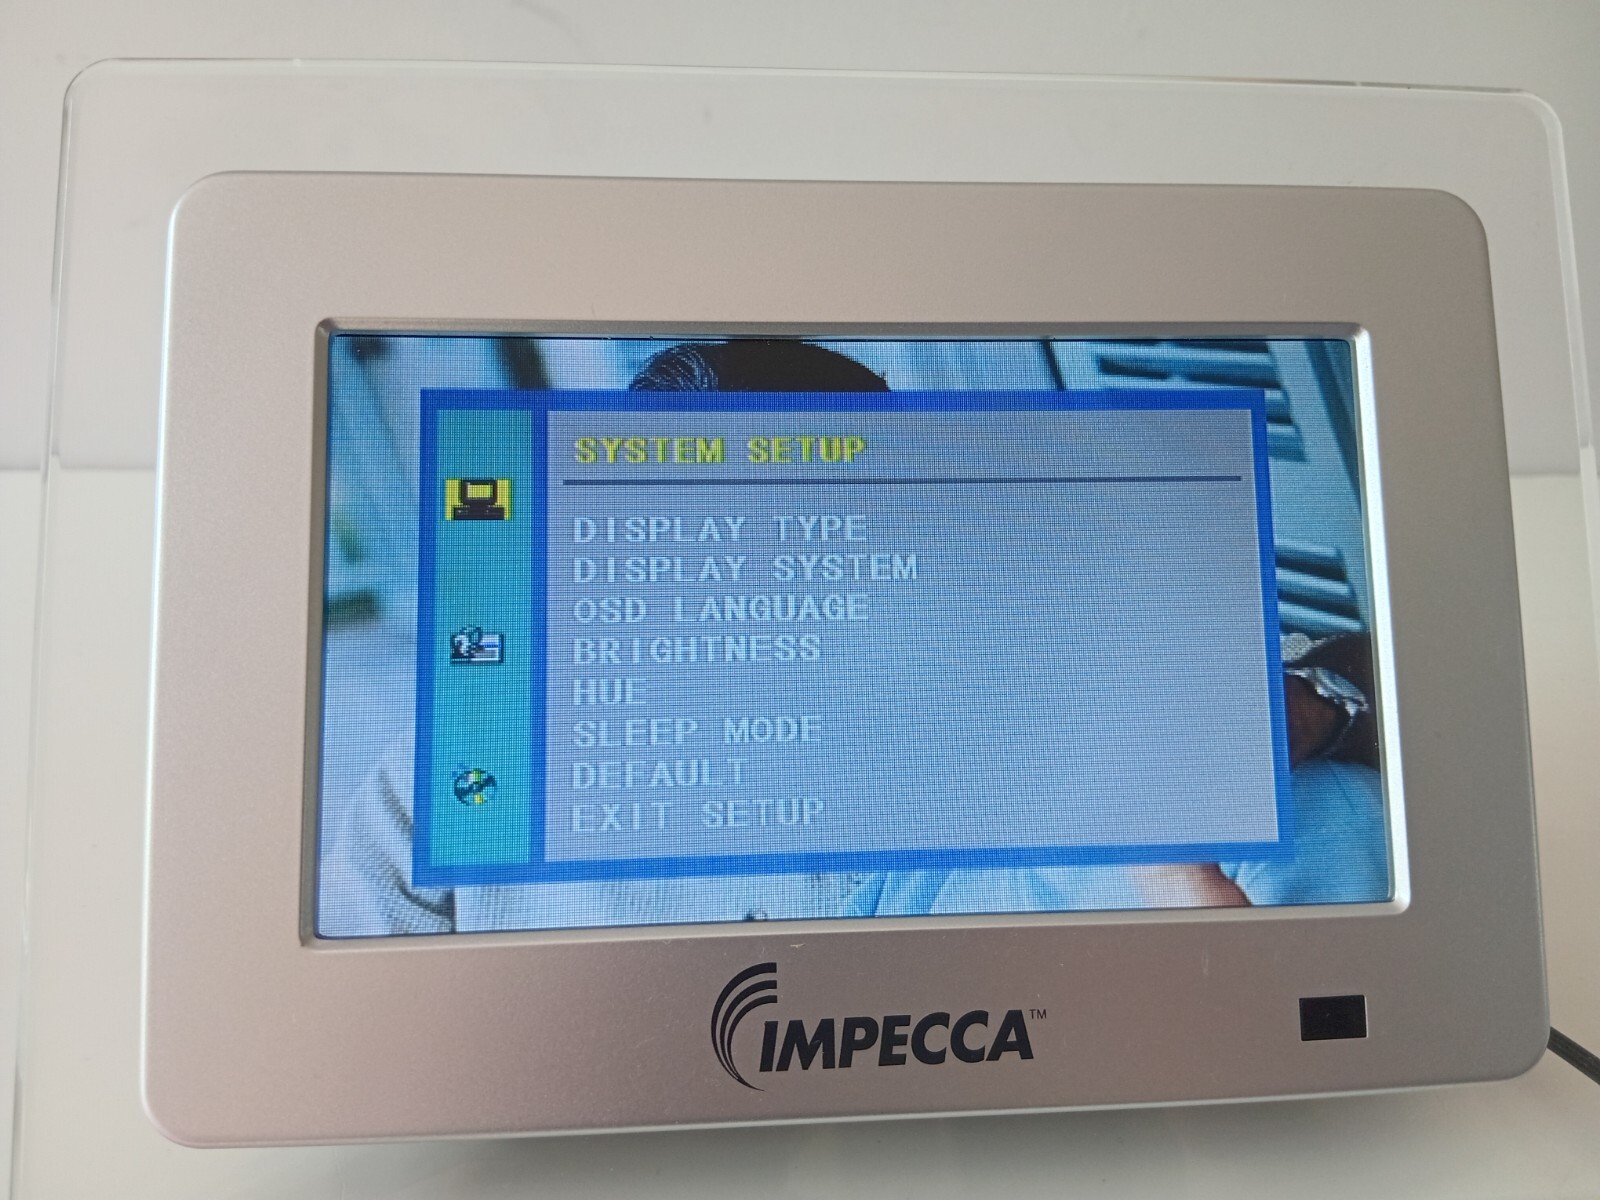 SYSTEM SETUP
DISPLAY TYPE
DISPLAY SYSTEM
OSD LANGUAGE
BRIGHTNESS
HUE
SLEEP MODE
DEFAULT
EXIT SETUP
IMPECCA™